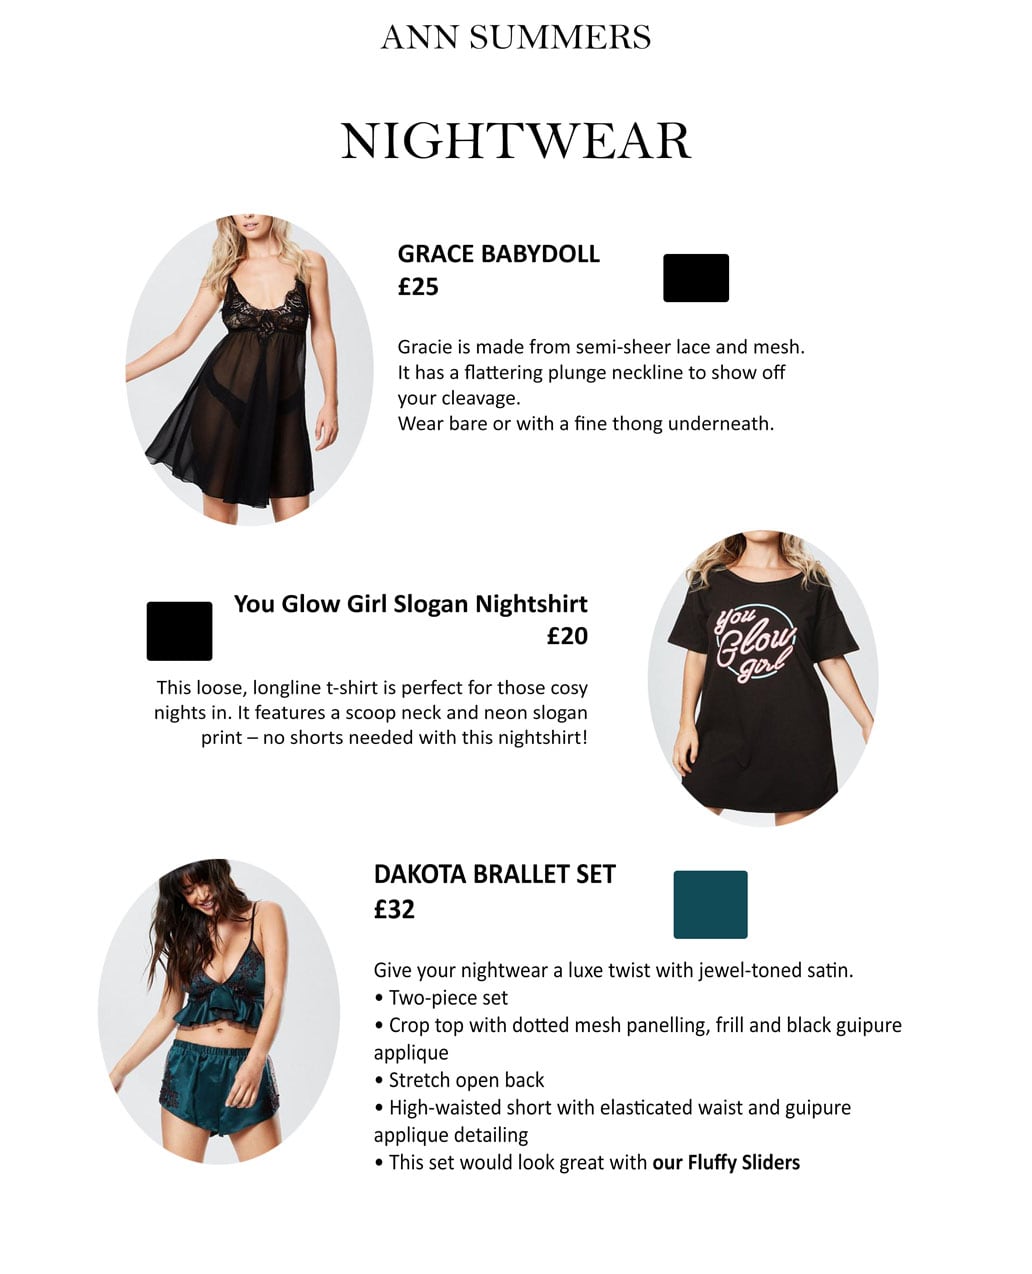 ANN SUMMERS
NIGHTWEAR
GRACE BABYDOLL
£25
Gracie is made from semi-sheer lace and mesh.
It has a flattering plunge neckline to show off
your cleavage.
Wear bare or with a fine thong underneath.
You Glow Girl Slogan Nightshirt
£20
This loose, longline t-shirt is perfect for those cosy
nights in. It features a scoop neck and neon slogan
print – no shorts needed with this nightshirt!
you
Glow
girl
DAKOTA BRALLET SET
£32
Give your nightwear a luxe twist with jewel-toned satin.
• Two-piece set
• Crop top with dotted mesh panelling, frill and black guipure
applique
• Stretch open back
• High-waisted short with elasticated waist and guipure
applique detailing
• This set would look great with our Fluffy Sliders